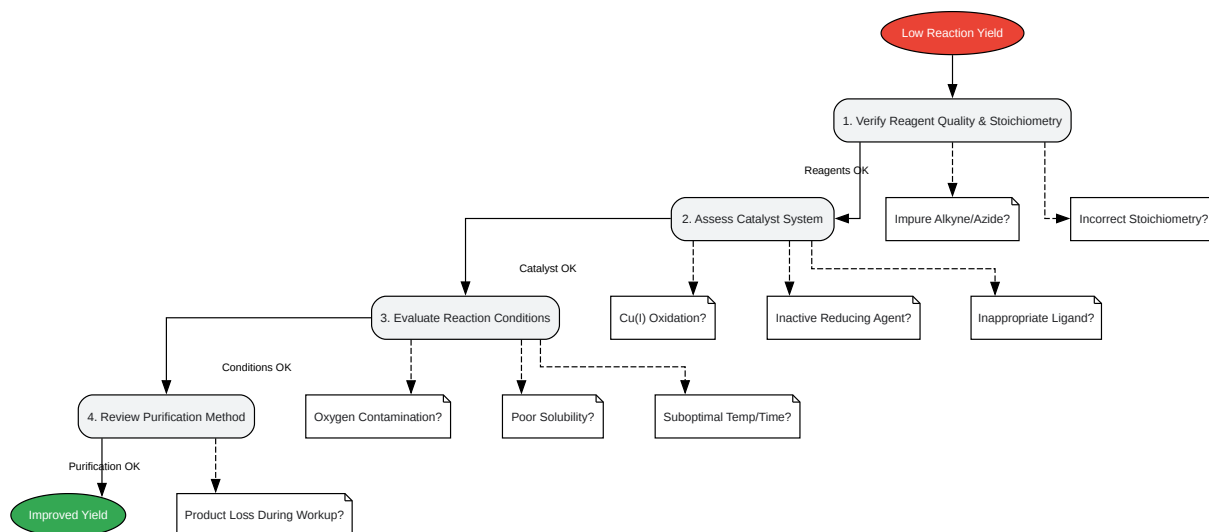 Low Reaction Yield
1. Verify Reagent Quality & Stoichiometry
Reagents OK
2. Assess Catalyst System
Impure Alkyne/Azide?
Incorrect Stoichiometry?
Catalyst OK
3. Evaluate Reaction Conditions
Cu(I) Oxidation?
Inactive Reducing Agent?
Inappropriate Ligand?
Conditions OK
4. Review Purification Method
Oxygen Contamination?
Poor Solubility?
Suboptimal Temp/Time?
Purification OK
Improved Yield
Product Loss During Workup?